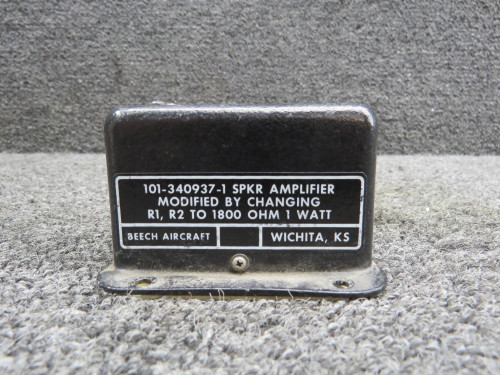 101-340937-1 SPKR AMPLIFIER
MODIFIED BY CHANGING
R1, R2 TO 1800 OHM 1 WATT
BEECH AIRCRAFT WICHITA, KS